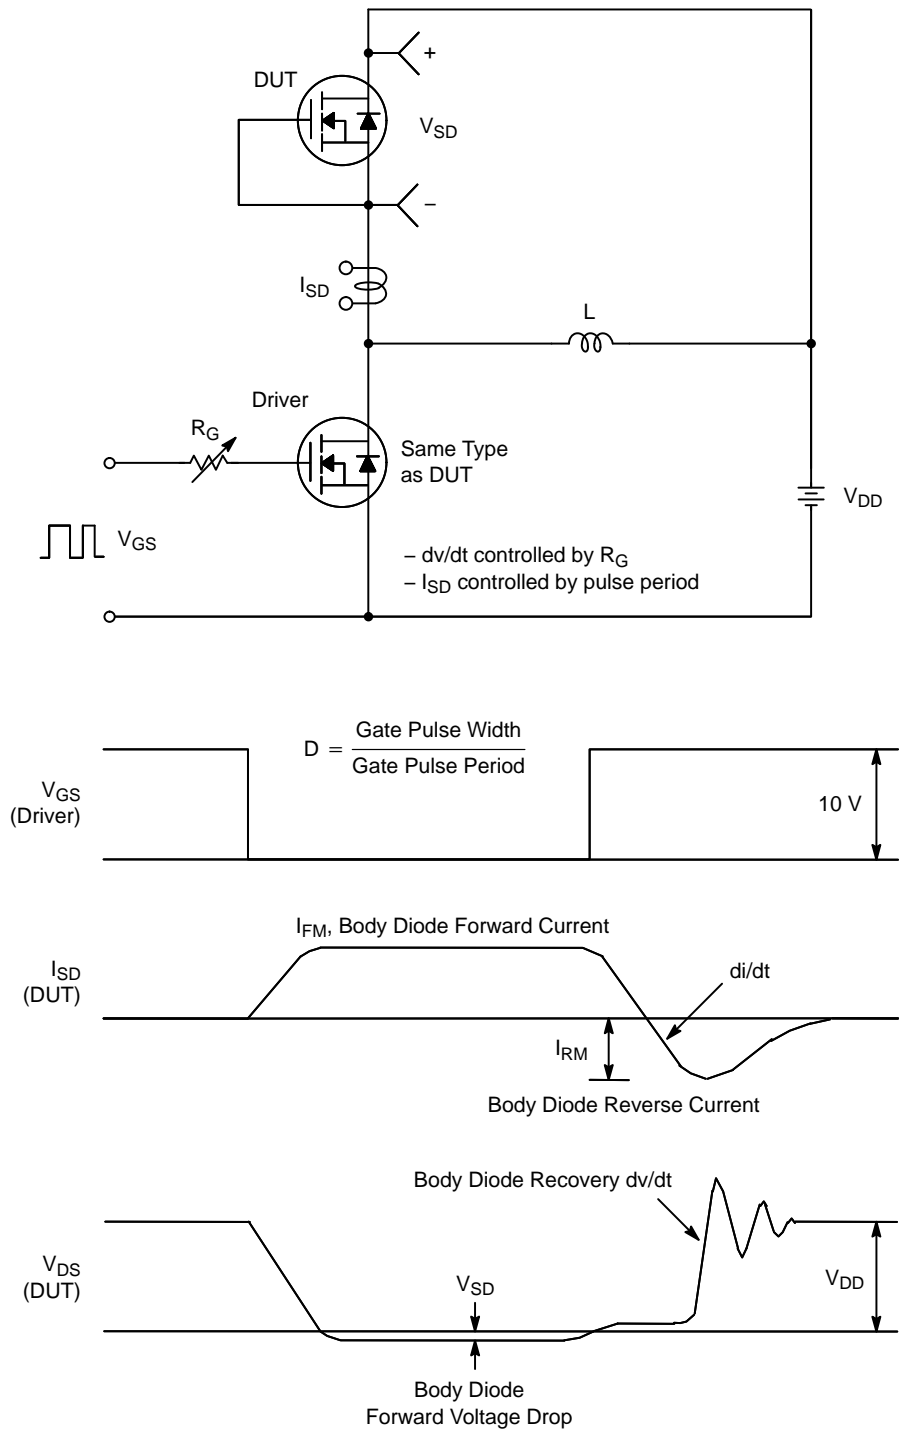 +
DUT
V_SD
–
I_SD
L
Driver
R_G
Same Type
as DUT
V_DD
V_GS
– dv/dt controlled by R_G
– I_SD controlled by pulse period
D = Gate Pulse Width
Gate Pulse Period
V_GS
(Driver)
10 V
I_FM, Body Diode Forward Current
I_SD
(DUT)
di/dt
I_RM
Body Diode Reverse Current
Body Diode Recovery dv/dt
V_DS
(DUT)
V_SD
V_DD
Body Diode
Forward Voltage Drop